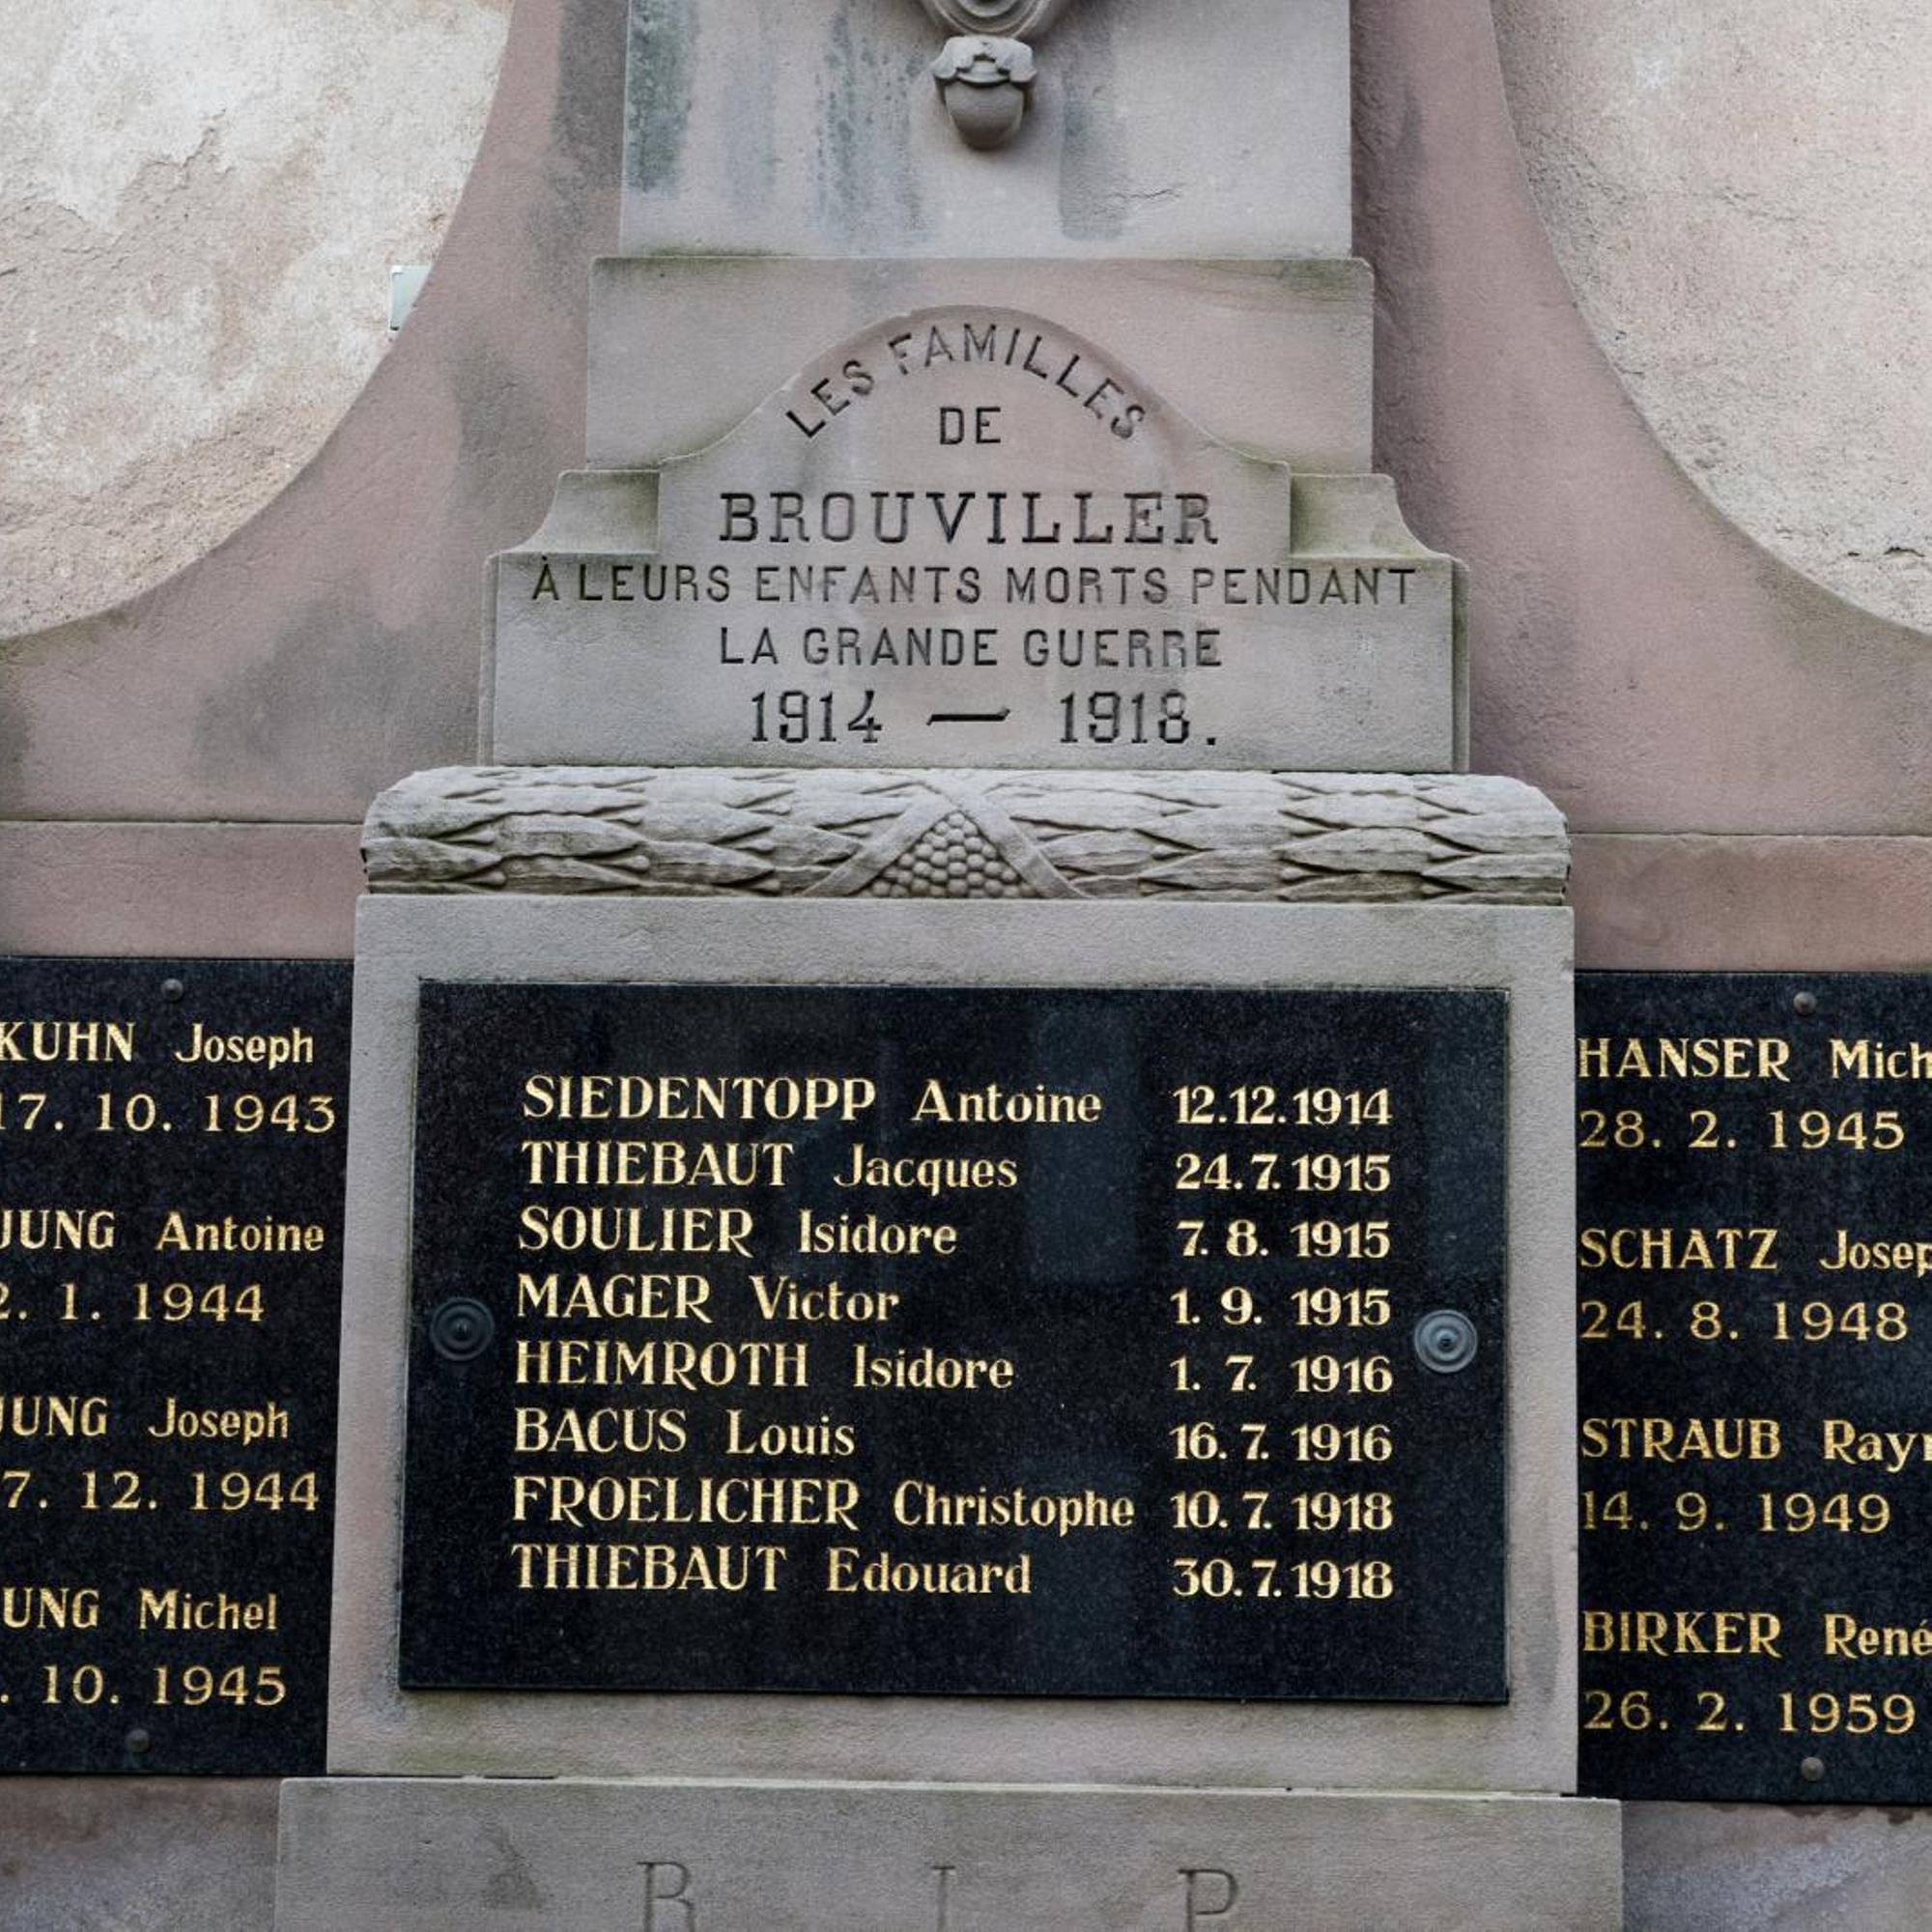 LES FAMILLES
DE
BROUVILLER
À LEURS ENFANTS MORTS PENDANT
LA GRANDE GUERRE
1914 — 1918.
KUHN Joseph
17. 10. 1943
JUNG Antoine
2. 1. 1944
JUNG Joseph
7. 12. 1944
JUNG Michel
. 10. 1945
SIEDENTOPP Antoine 12.12.1914
THIEBAUT Jacques 24.7.1915
SOULIER Isidore 7. 8. 1915
MAGER Victor 1. 9. 1915
HEIMROTH Isidore 1. 7. 1916
BACUS Louis 16. 7. 1916
FROELICHER Christophe 10. 7. 1918
THIEBAUT Edouard 30. 7. 1918
HANSER
28. 2. 1945
SCHATZ
24. 8. 1948
STRAUB
14. 9. 1949
BIRKER René
26. 2. 1959
R I P